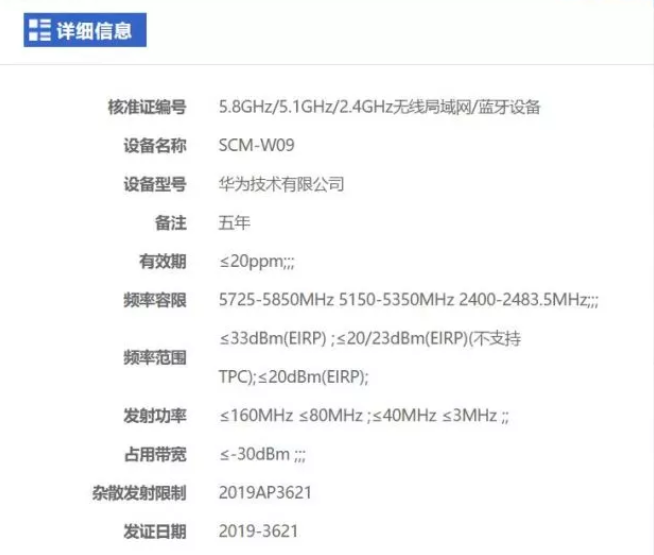 详细信息
核准证编号 5.8GHz/5.1GHz/2.4GHz无线局域网/蓝牙设备
设备名称 SCM-W09
设备型号 华为技术有限公司
备注 五年
有效期 ≤20ppm;;;
频率容限 5725-5850MHz 5150-5350MHz 2400-2483.5MHz;;;
频率范围 ≤33dBm(EIRP) ;≤20/23dBm(EIRP)(不支持
TPC);≤20dBm(EIRP);
发射功率 ≤160MHz ≤80MHz ;≤40MHz ≤3MHz ;;
占用带宽 ≤-30dBm ;;;
杂散发射限制 2019AP3621
发证日期 2019-3621